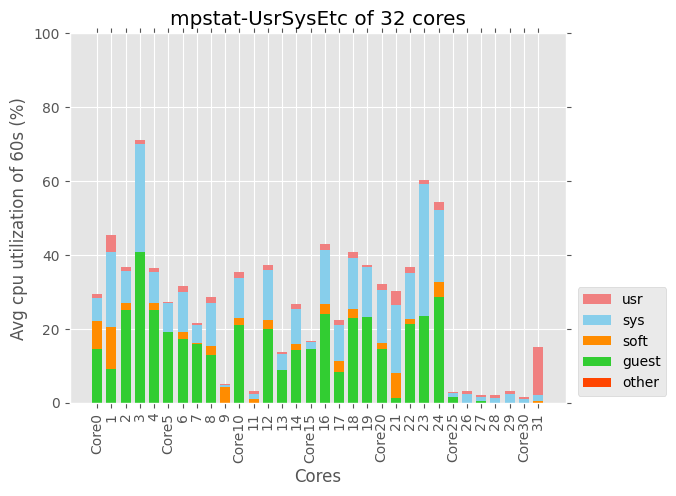 mpstat-UsrSysEtc of 32 cores
Avg cpu utilization of 60s (%)
100
80
60
40
20
0
Core0
1
2
3
4
Core5
6
7
8
9
Core10
11
12
13
14
Core15
16
17
18
19
Core20
21
22
23
24
Core25
26
27
28
29
Core30
31
Cores
usr
sys
soft
guest
other